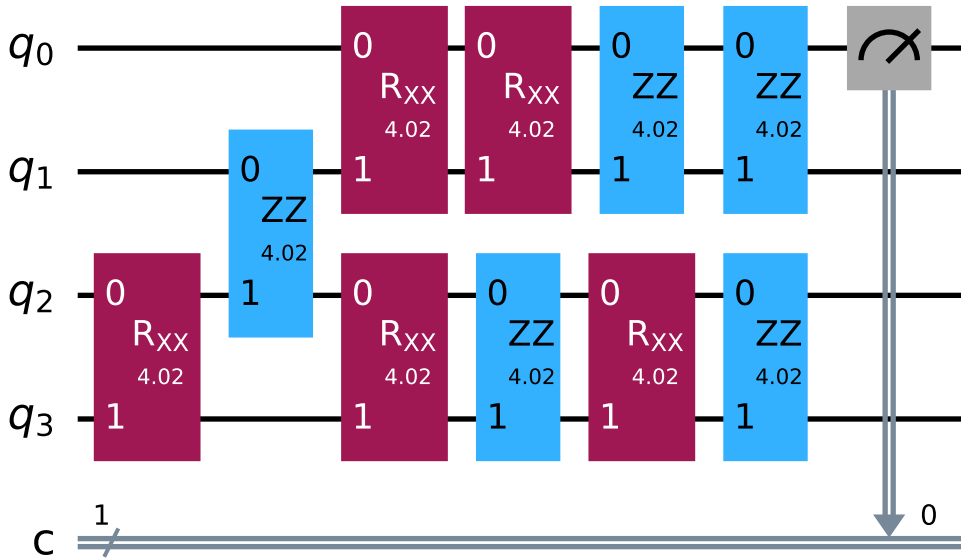 q0 0 0 0 0
RXX RXX ZZ ZZ
4.02 4.02 4.02 4.02
q1 0 1 1 1 1
ZZ
4.02
q2 0 1 0 0 0 0
RXX RXX ZZ RXX ZZ
4.02 4.02 4.02 4.02 4.02
q3 1 1 1 1 1
1 0
c